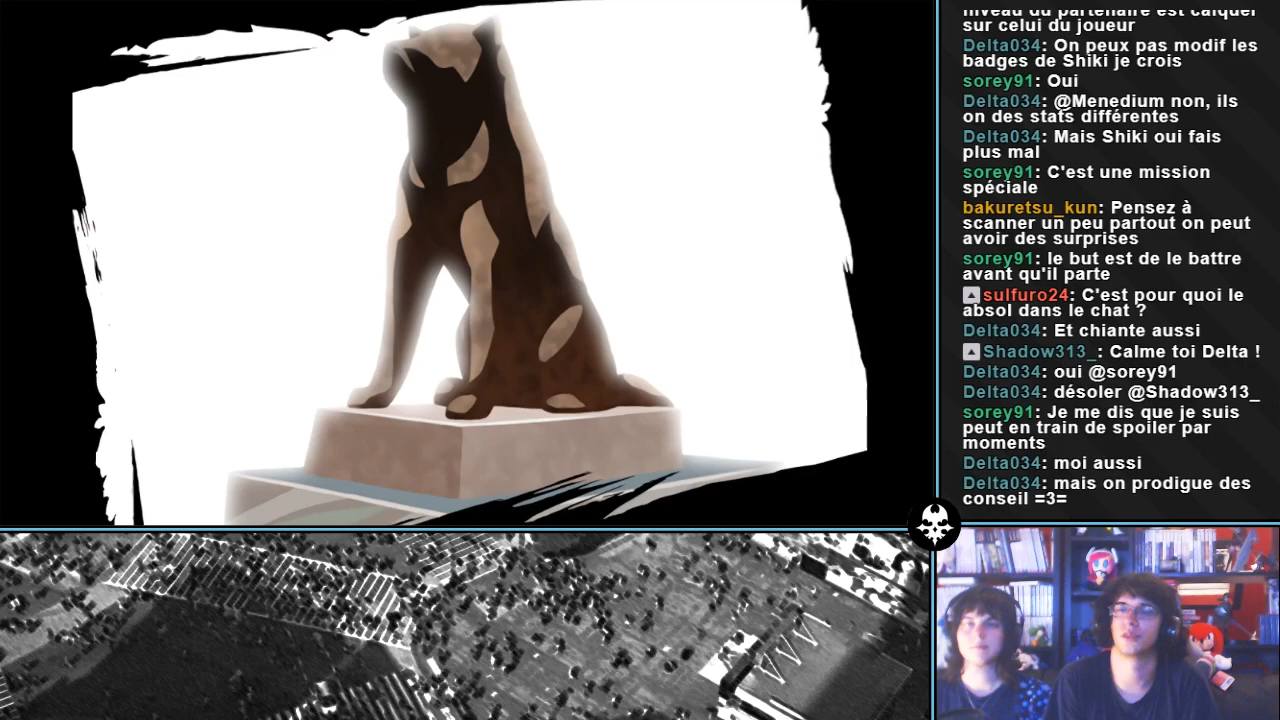 niveau du partenaire est calquer
sur celui du joueur
Delta034: On peux pas modif les
badges de Shiki je crois
sorey91: Oui
Delta034: @Menedium non, ils
on des stats différentes
Delta034: Mais Shiki oui fais
plus mal
sorey91: C'est une mission
spéciale
bakuretsu_kun: Pensez à
scanner un peu partout on peut
avoir des surprises
sorey91: le but est de le battre
avant qu'il parte
sulfuro24: C'est pour quoi le
absol dans le chat ?
Delta034: Et chiante aussi
Shadow313_: Calme toi Delta !
Delta034: oui @sorey91
Delta034: désoler @Shadow313_
sorey91: Je me dis que je suis
peut en train de spoiler par
moments
Delta034: moi aussi
Delta034: mais on prodigue des
conseil =3=